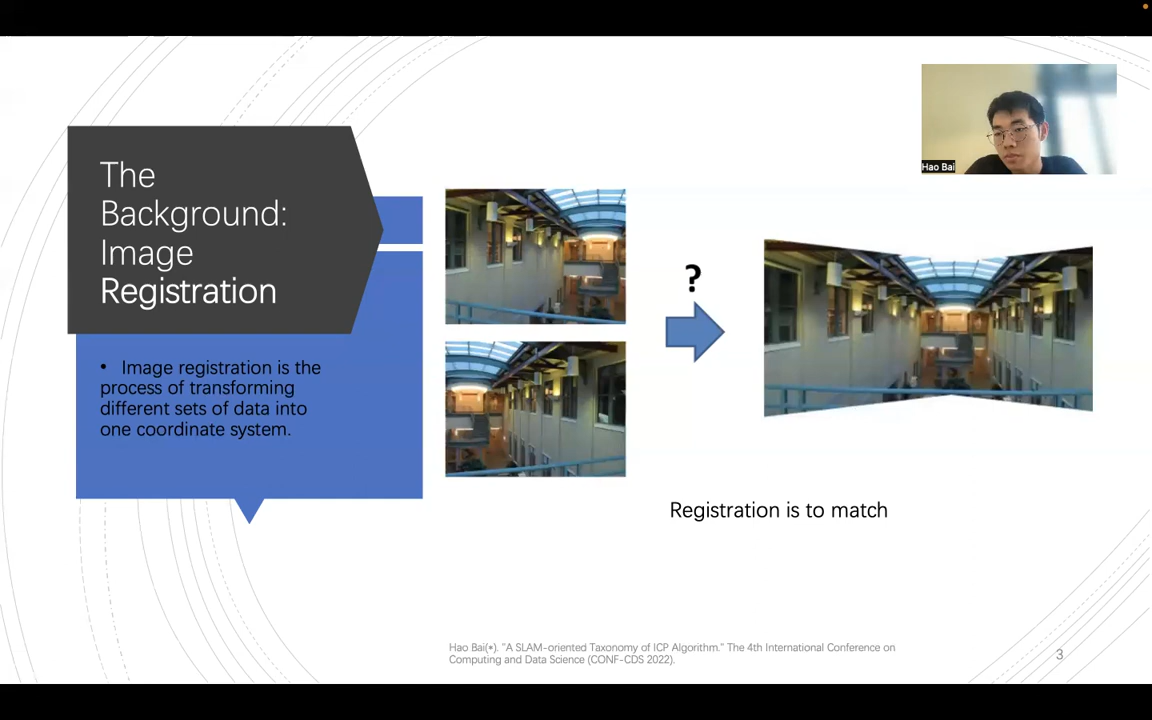 The
Background:
Image
Registration
• Image registration is the
process of transforming
different sets of data into
one coordinate system.
?
Hao Bai
Registration is to match
Hao Bai(*). "A SLAM-oriented Taxonomy of ICP Algorithm." The 4th International Conference on
Computing and Data Science (CONF-CDS 2022).
3